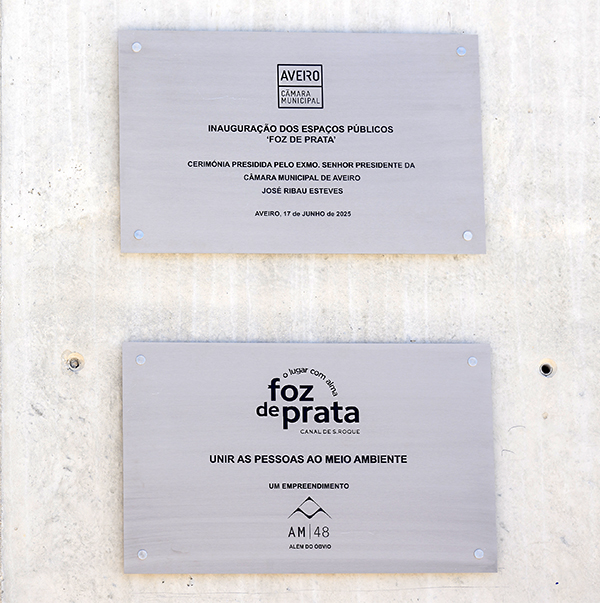 AVEIRO
CÂMARA
MUNICIPAL
INAUGURAÇÃO DOS ESPAÇOS PÚBLICOS
‘FOZ DE PRATA’
CERIMÓNIA PRESIDIDA PELO EXMO. SENHOR PRESIDENTE DA
CÂMARA MUNICIPAL DE AVEIRO
JOSÉ RIBAU ESTEVES
AVEIRO, 17 de JUNHO de 2025
o lugar com alma
foz
de prata
CANAL DE S.ROQUE
UNIR AS PESSOAS AO MEIO AMBIENTE
UM EMPREENDIMENTO
AM|48
ALÉM DO ÓBVIO